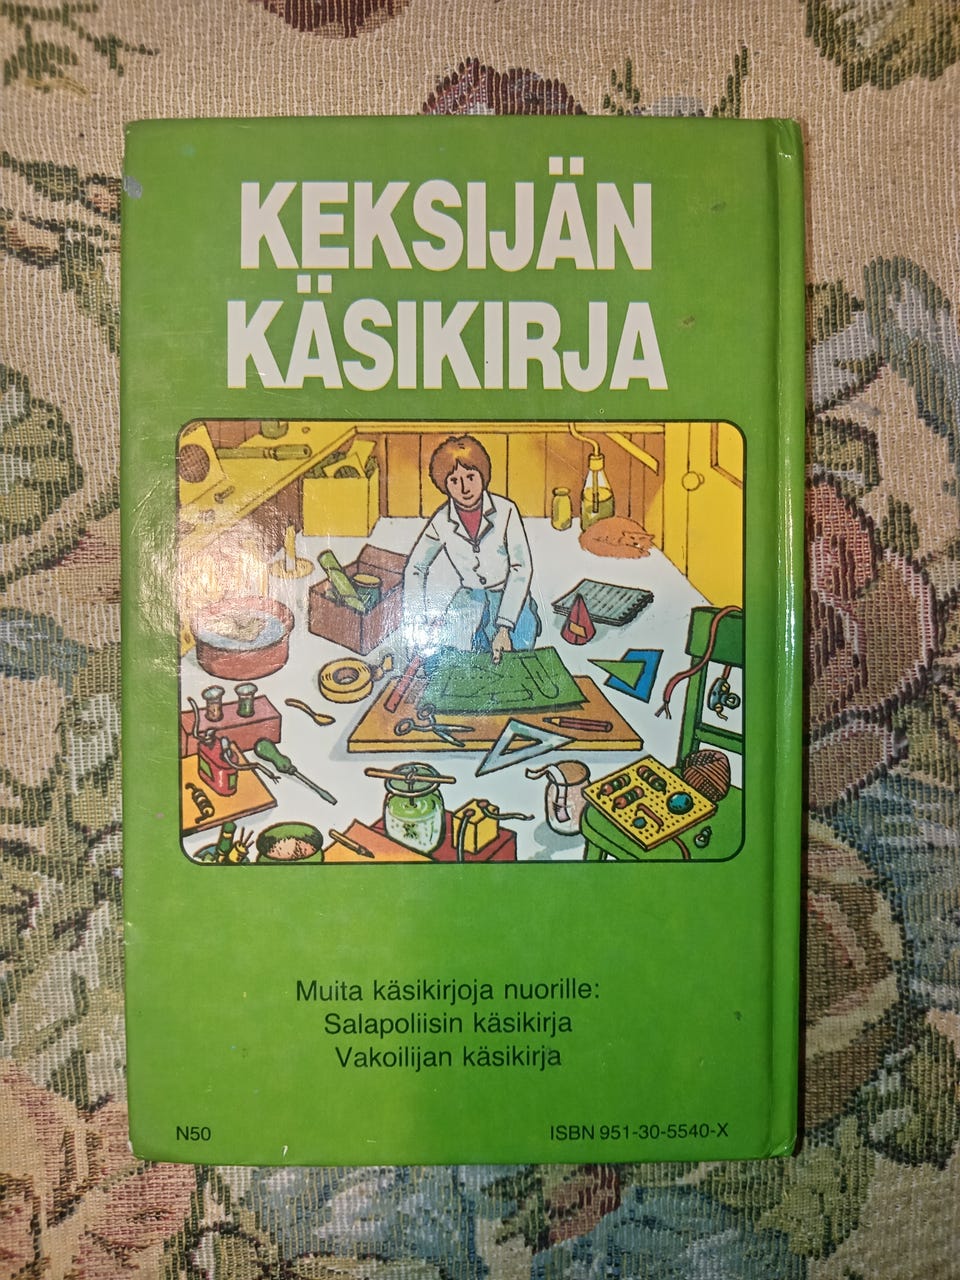 KEKSIJÄN
KÄSIKIRJA
Muita käsikirjoja nuorille:
Salapoliisin käsikirja
Vakoilijan käsikirja
N50
ISBN 951-30-5540-X